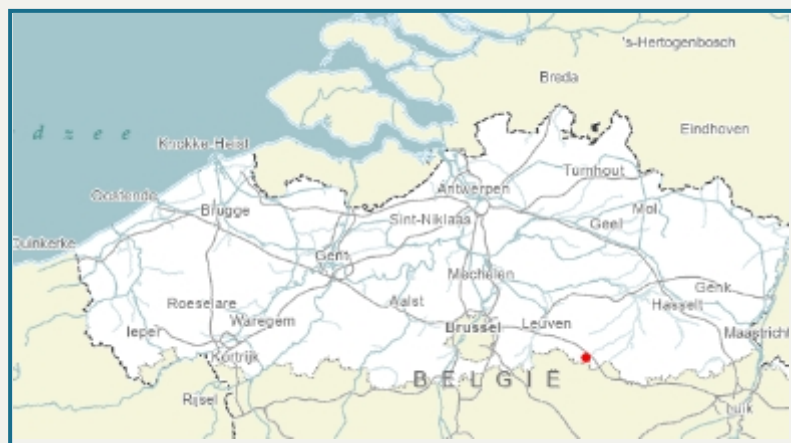 's-Hertogenbosch
Breda
d z e e
Eindhoven
Knokke-Heist
Turnhout
Antwerpen
Oostende
Mol
Brugge
Sint-Niklaas
Geel
Duinkerke
Gent
Mechelen
Genk
Roeselare
Aalst
Hasselt
Waregem
Brussel
Leuven
Ieper
Maastricht
Kortrijk
BELGIË
Rijsel
Luik